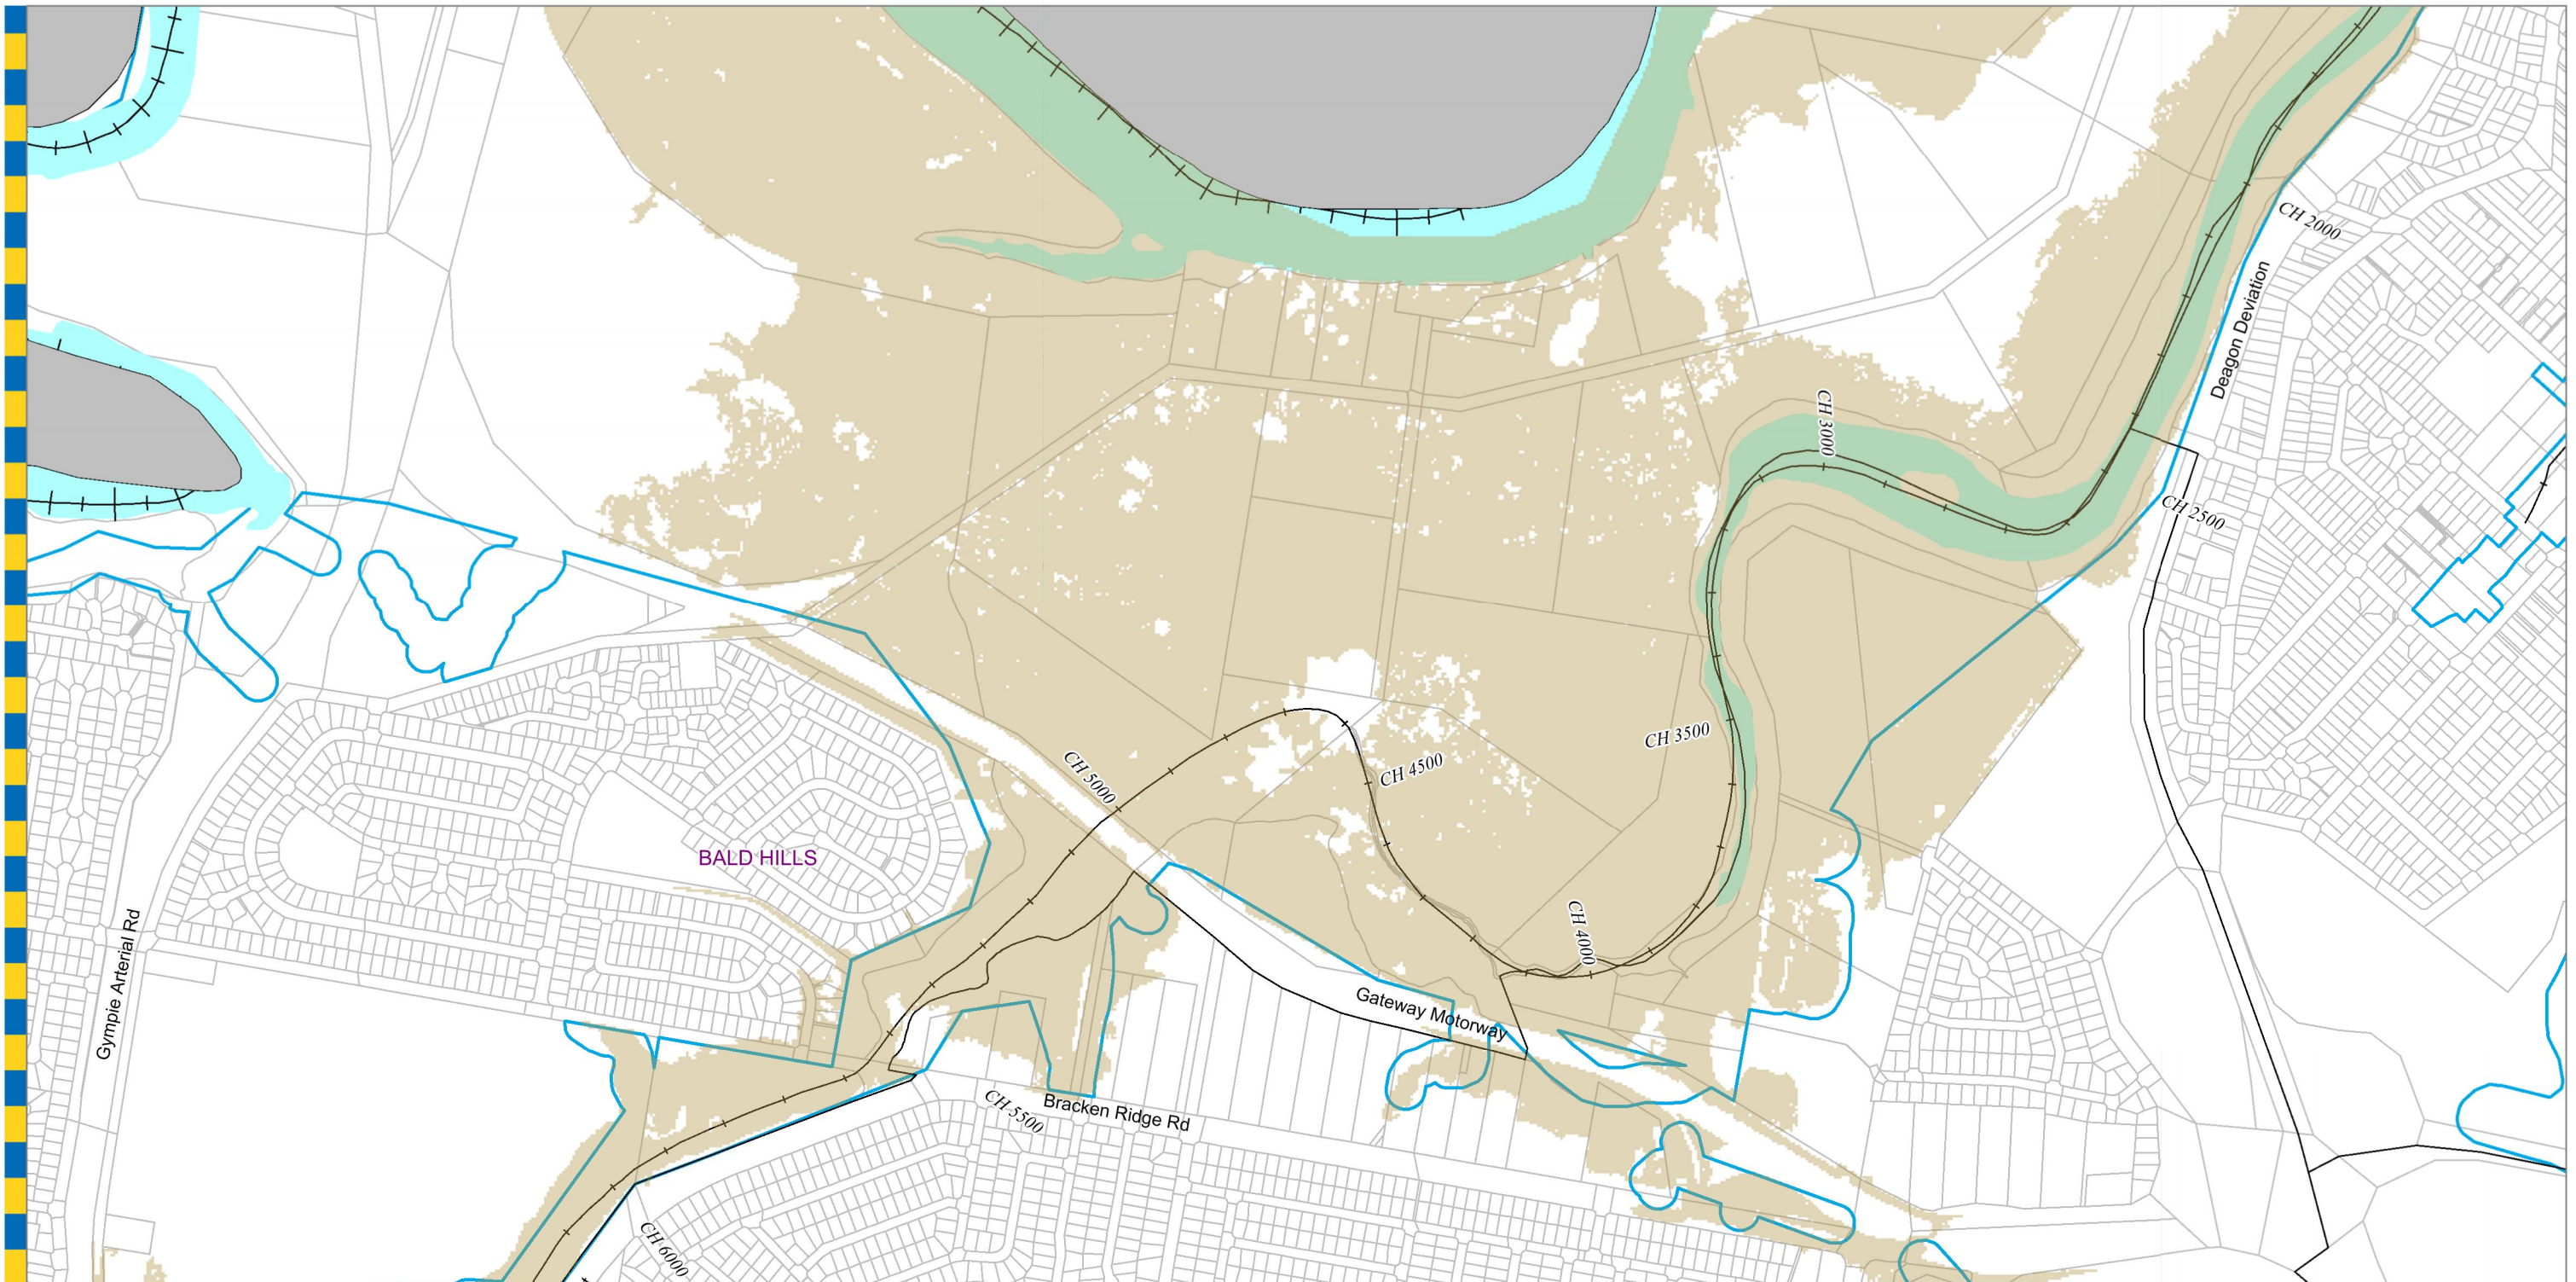 CH 2000
Deagon Deviation
CH 3000
CH 2500
CH 3500
CH 5000
CH 4500
BALD HILLS
CH 4000
Gympie Arterial Rd
Gateway Motorway
CH 5500
Bracken Ridge Rd
CH 6000